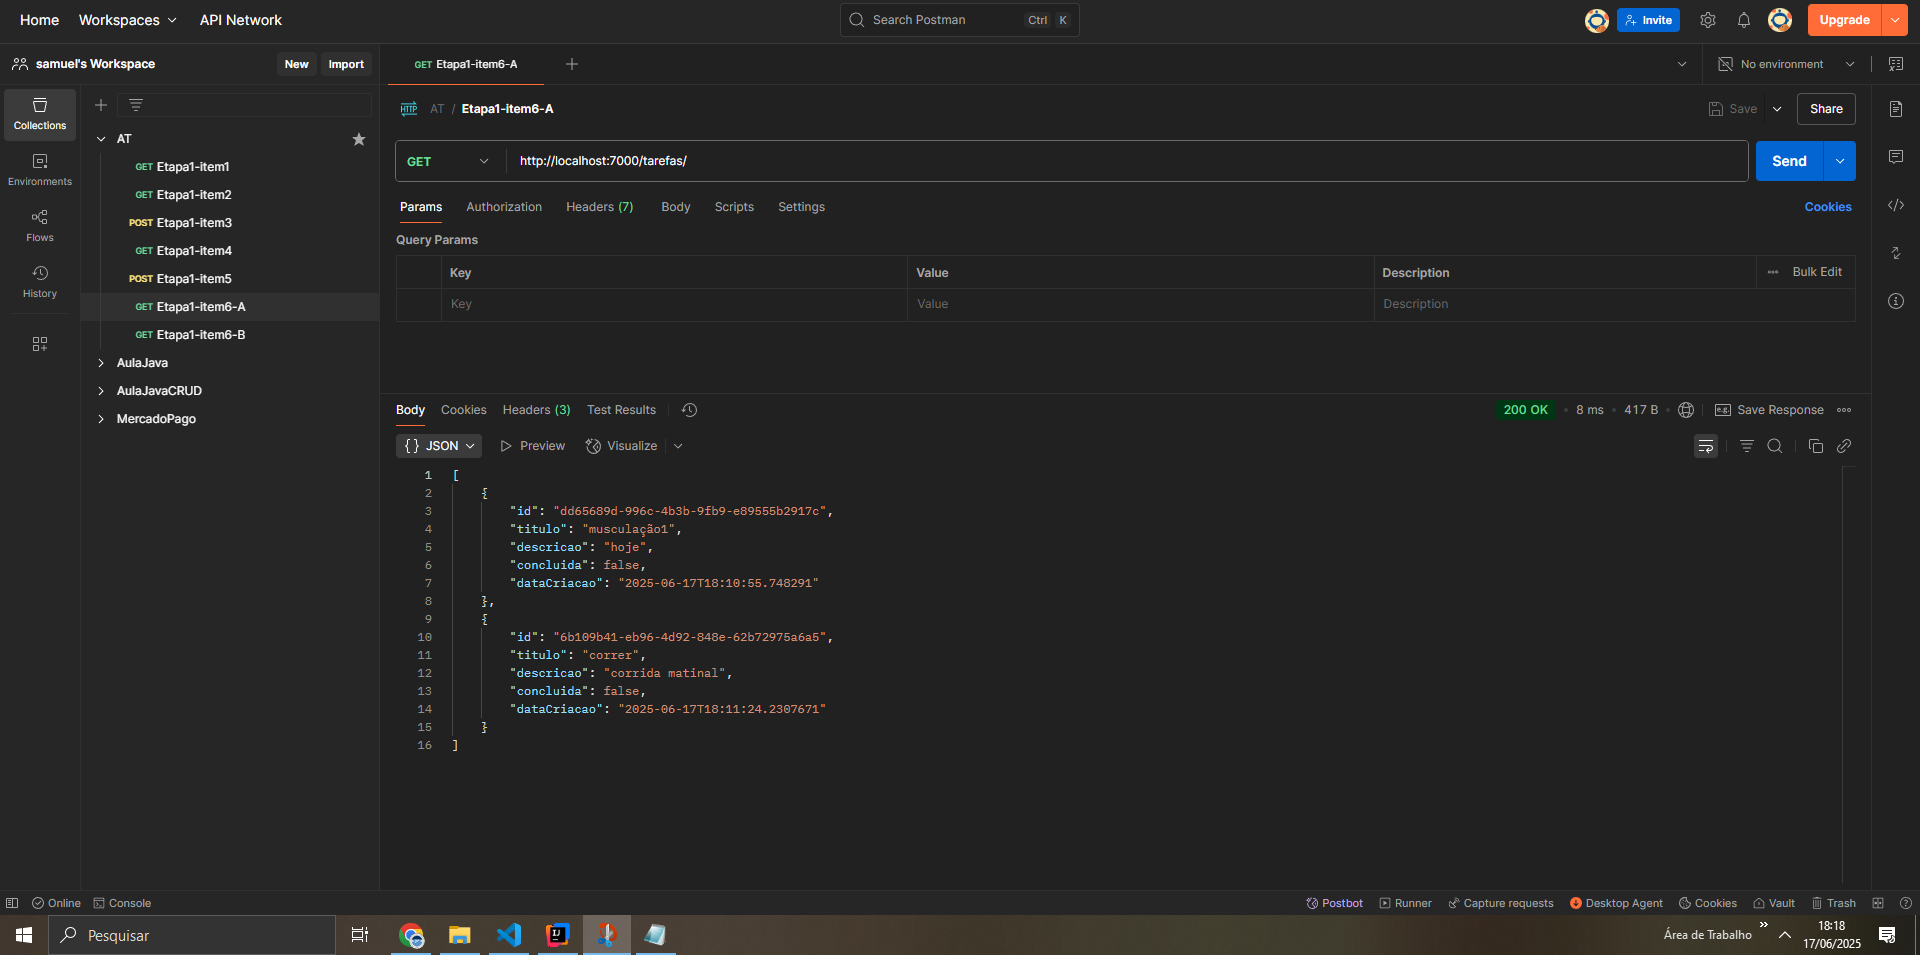 Home Workspaces API Network Search Postman Ctrl K Invite Upgrade
samuel's Workspace New Import GET Etapa1-item6-A No environment
Collections
Environments
Flows
History
AT
GET Etapa1-item1
GET Etapa1-item2
POST Etapa1-item3
GET Etapa1-item4
POST Etapa1-item5
GET Etapa1-item6-A
GET Etapa1-item6-B
AulaJava
AulaJavaCRUD
MercadoPago
HTTP AT / Etapa1-item6-A Save Share
GET http://localhost:7000/tarefas/ Send
Params Authorization Headers (7) Body Scripts Settings Cookies
Query Params
Key Value Description Bulk Edit
Key Value Description
Body Cookies Headers (3) Test Results 200 OK 8 ms 417 B e.g. Save Response
{} JSON Preview Visualize
1 [
2 {
3 "id": "dd65689d-996c-4b3b-9fb9-e89555b2917c",
4 "titulo": "musculação1",
5 "descricao": "hoje",
6 "concluida": false,
7 "dataCriacao": "2025-06-17T18:10:55.748291"
8 },
9 {
10 "id": "6b109b41-eb96-4d92-848e-62b72975a6a5",
11 "titulo": "correr",
12 "descricao": "corrida matinal",
13 "concluida": false,
14 "dataCriacao": "2025-06-17T18:11:24.2307671"
15 }
16 ]
Online Console Postbot Runner Capture requests Desktop Agent Cookies Vault Trash
Pesquisar IJ Área de Trabalho 18:18
17/06/2025